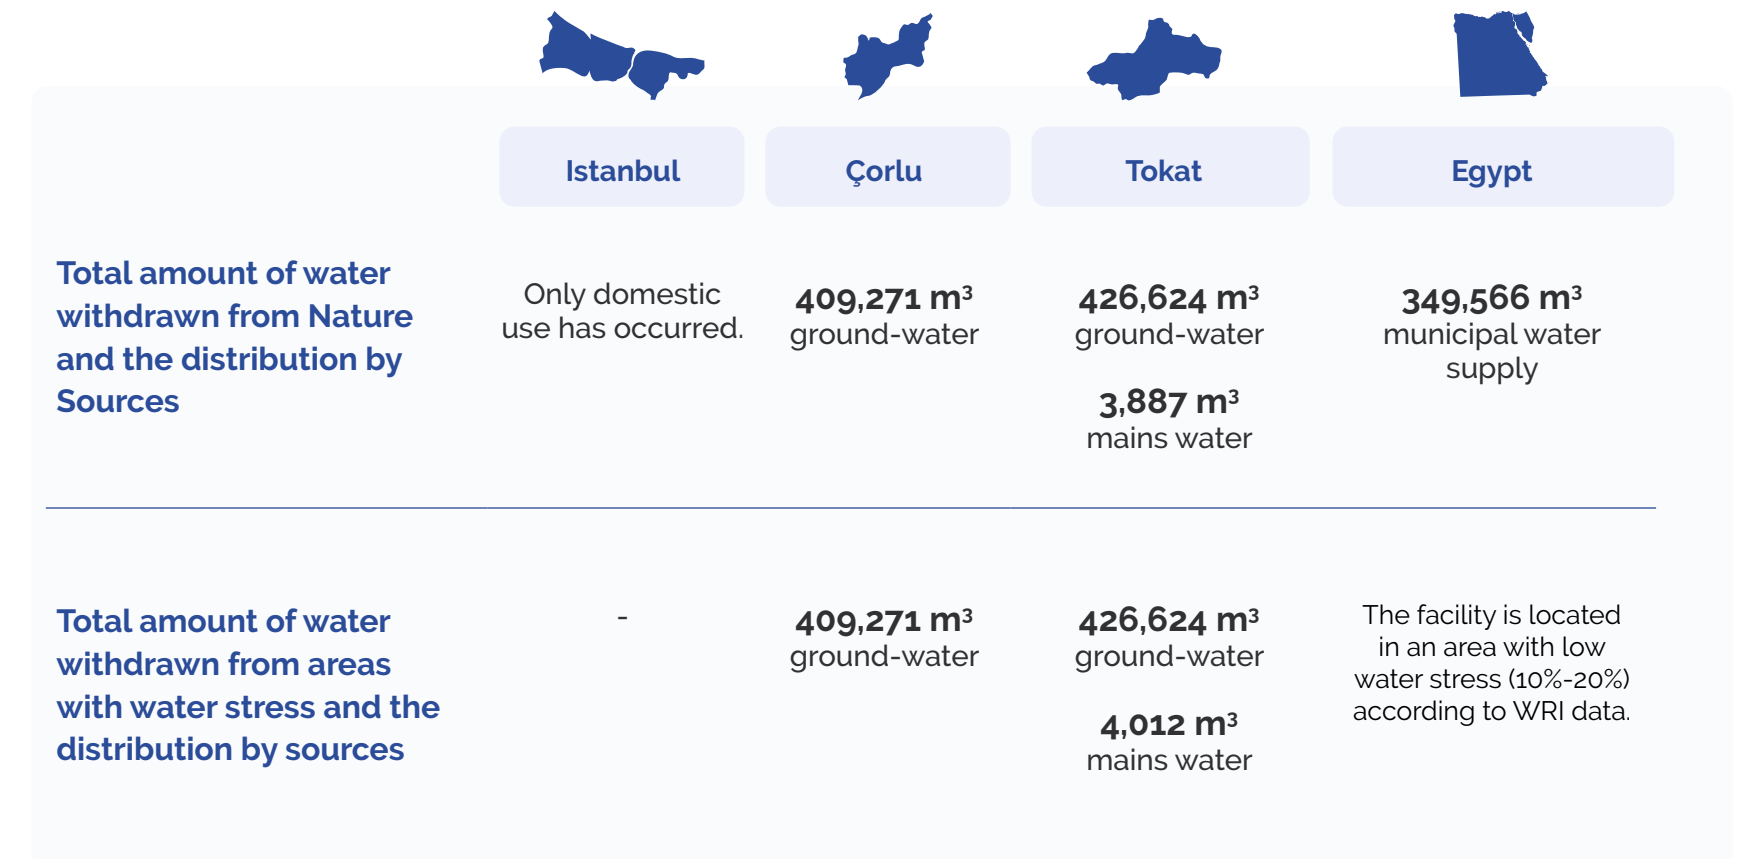 Istanbul
Çorlu
Tokat
Egypt
Total amount of water
withdrawn from Nature
and the distribution by
Sources
Only domestic
use has occurred.
409,271 m³
ground-water
426,624 m³
ground-water
3,887 m³
mains water
349,566 m³
municipal water
supply
Total amount of water
withdrawn from areas
with water stress and the
distribution by sources
-
409,271 m³
ground-water
426,624 m³
ground-water
4,012 m³
mains water
The facility is located
in an area with low
water stress (10%-20%)
according to WRI data.